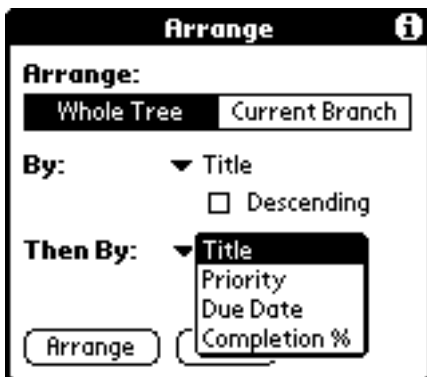 Arrange
Arrange:
Whole Tree Current Branch
By: Title
Descending
Then By: Title
Priority
Due Date
Completion %
Arrange